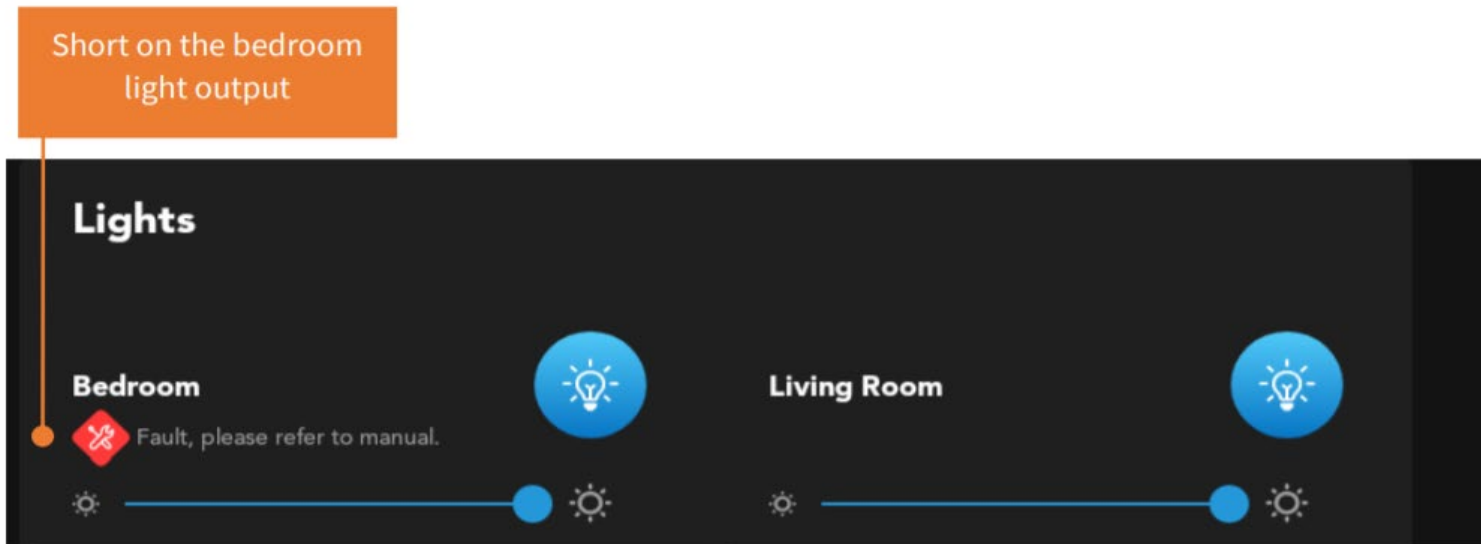 Short on the bedroom
light output
Lights
Bedroom
Living Room
Fault, please refer to manual.